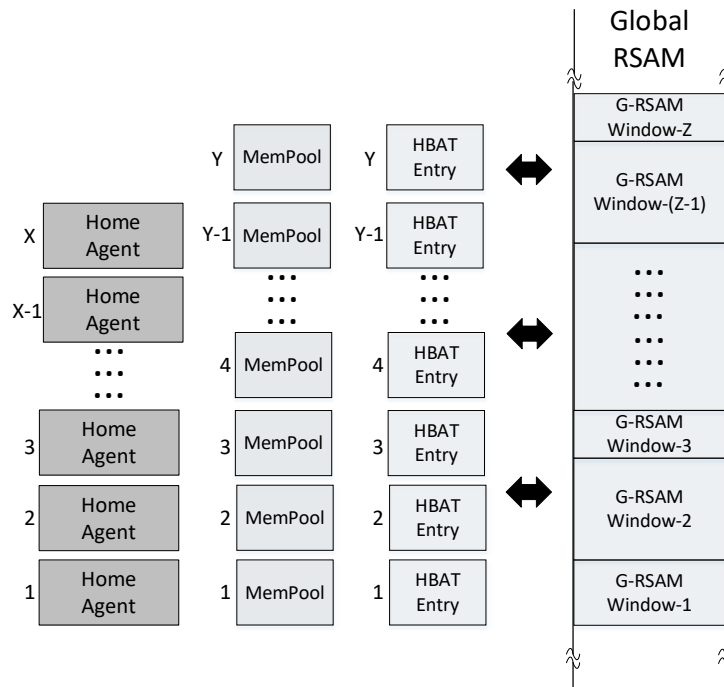 Global
RSAM
G-RSAM
Window-Z
Y
MemPool
Y
HBAT
Entry
G-RSAM
Window-(Z-1)
X
Home
Agent
Y-1
MemPool
Y-1
HBAT
Entry
X-1
Home
Agent
4
MemPool
4
HBAT
Entry
3
Home
Agent
3
MemPool
3
HBAT
Entry
G-RSAM
Window-3
2
Home
Agent
2
MemPool
2
HBAT
Entry
G-RSAM
Window-2
1
Home
Agent
1
MemPool
1
HBAT
Entry
G-RSAM
Window-1